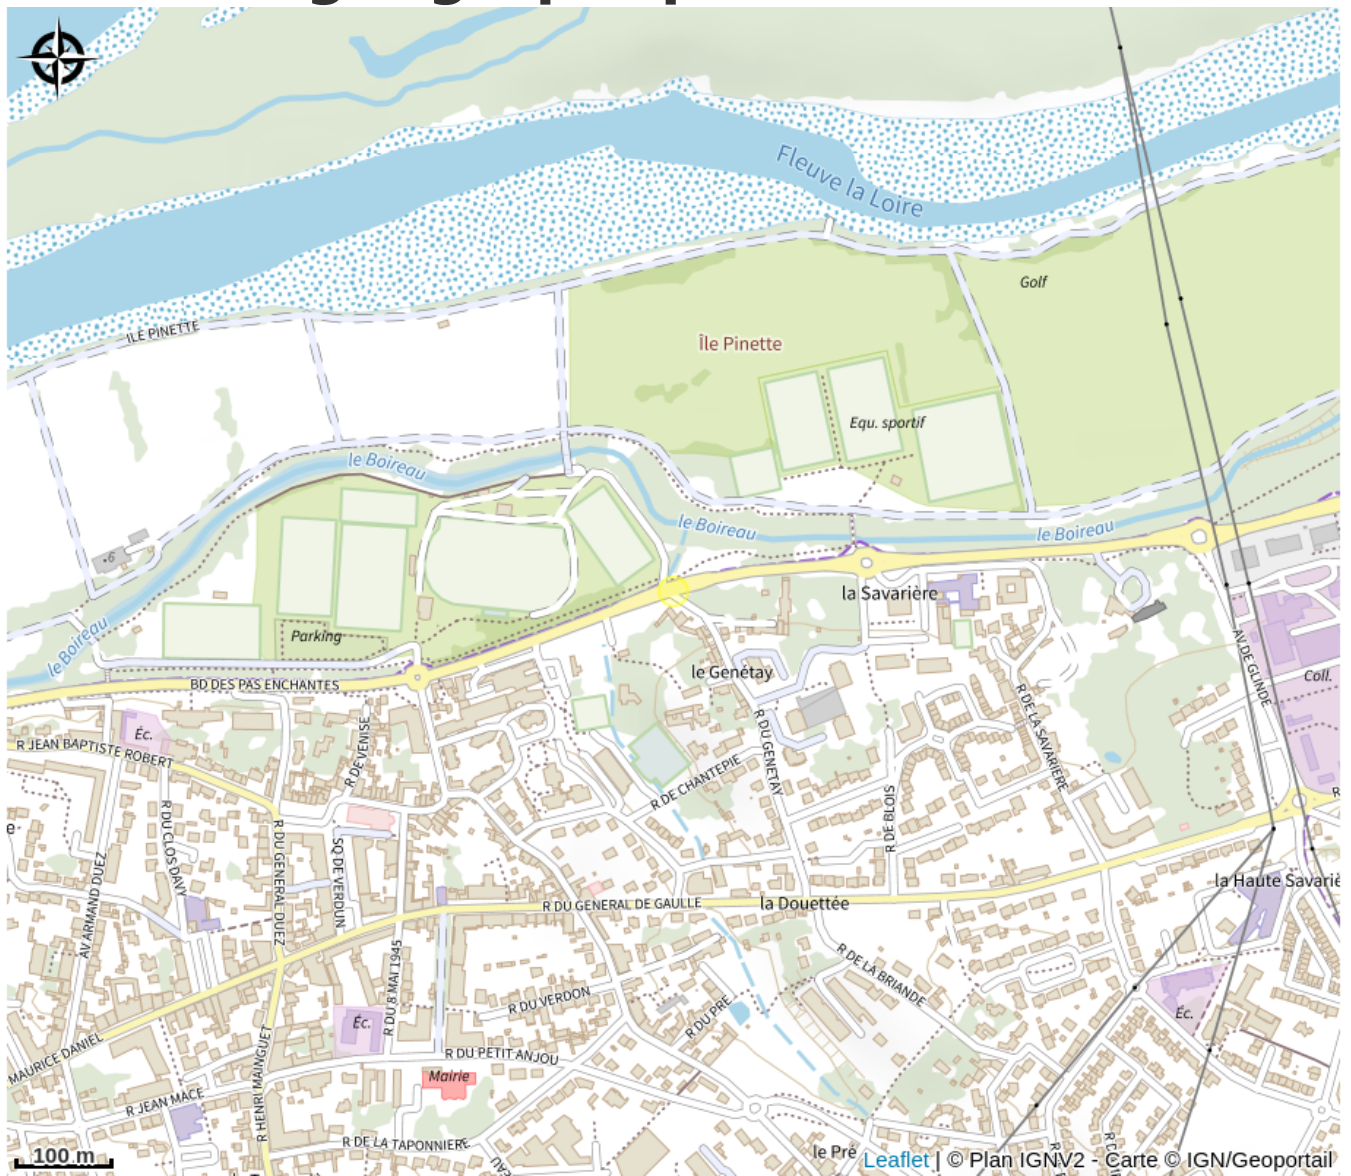 Fleuve la Loire
Golf
ILE PINETTE
Île Pinette
Equ. sportif
le Boireau
le Boireau
le Boireau
6
la Savarière
le Boireau
Parking
AV. DE GLINDE
le Genétay
Coll.
BD DES PAS ENCHANTES
R DE LA SAVARIERE
R DE VENISE
R DU GENETAY
Éc.
R JEAN BAPTISTE ROBERT
R DE CHANTEPIE
R DE BLOIS
R DU CLOS DAVY
R DU GENERAL DUEZ
SQ DE VERDUN
AV ARMAND DUEZ
la Haute Savariè
R DU GENERAL DE GAULLE
la Douettée
R DU 8 MAI 1945
R DE LA BRIANDE
R DU VERDON
R DU PRE
Éc.
Éc.
MAURICE DANIEL
R HENRI MAINGUET
R DU PETIT ANJOU
Mairie
R JEAN MACE
R DE LA TAPONNIERE
le Pré
100 m
Leaflet | © Plan IGNV2 - Carte © IGN/Geoportail